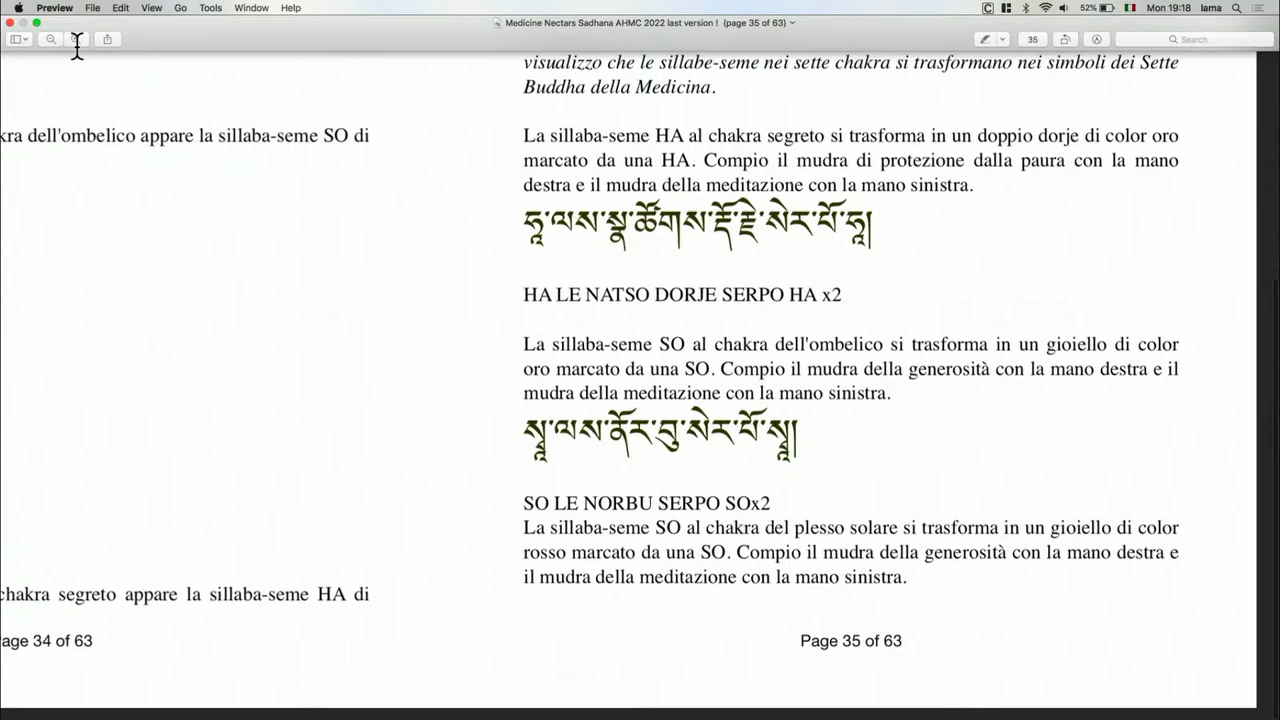 Preview File Edit View Go Tools Window Help
52% Mon 19:18 lama
Medicine Nectars Sadhana AHMC 2022 last version ! (page 35 of 63)
35
Search
kra dell'ombelico appare la sillaba-seme SO di
chakra segreto appare la sillaba-seme HA di
age 34 of 63
visualizzo che le sillabe-seme nei sette chakra si trasformano nei simboli dei Sette
Buddha della Medicina.
La sillaba-seme HA al chakra segreto si trasforma in un doppio dorje di color oro
marcato da una HA. Compio il mudra di protezione dalla paura con la mano
destra e il mudra della meditazione con la mano sinistra.
ཧཱུ་ལས་སྣ་ཚོགས་རྡོ་རྗེ་སེར་པོ་ཧཱུ།
HA LE NATSO DORJE SERPO HA x2
La sillaba-seme SO al chakra dell'ombelico si trasforma in un gioiello di color
oro marcato da una SO. Compio il mudra della generosità con la mano destra e il
mudra della meditazione con la mano sinistra.
སྭཱ་ལས་ནོར་བུ་སེར་པོ་སྭཱ།
SO LE NORBU SERPO SOx2
La sillaba-seme SO al chakra del plesso solare si trasforma in un gioiello di color
rosso marcato da una SO. Compio il mudra della generosità con la mano destra e
il mudra della meditazione con la mano sinistra.
Page 35 of 63